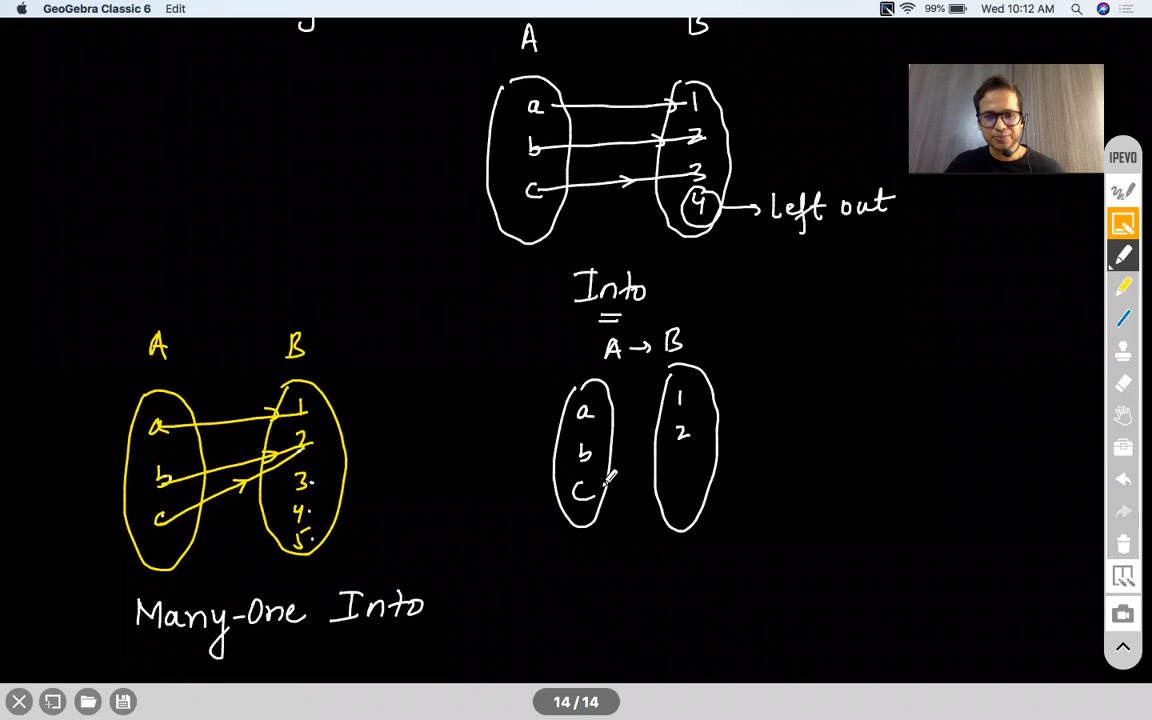 GeoGebra Classic 6 Edit 99% Wed 10:12 AM
A B
a 1
b 2
c 3
4 → Left out
IPEVO
Into
A → B
A B
a 1
b 2
c 3
4
5
a 1
b 2
c
Many-One Into
14 / 14